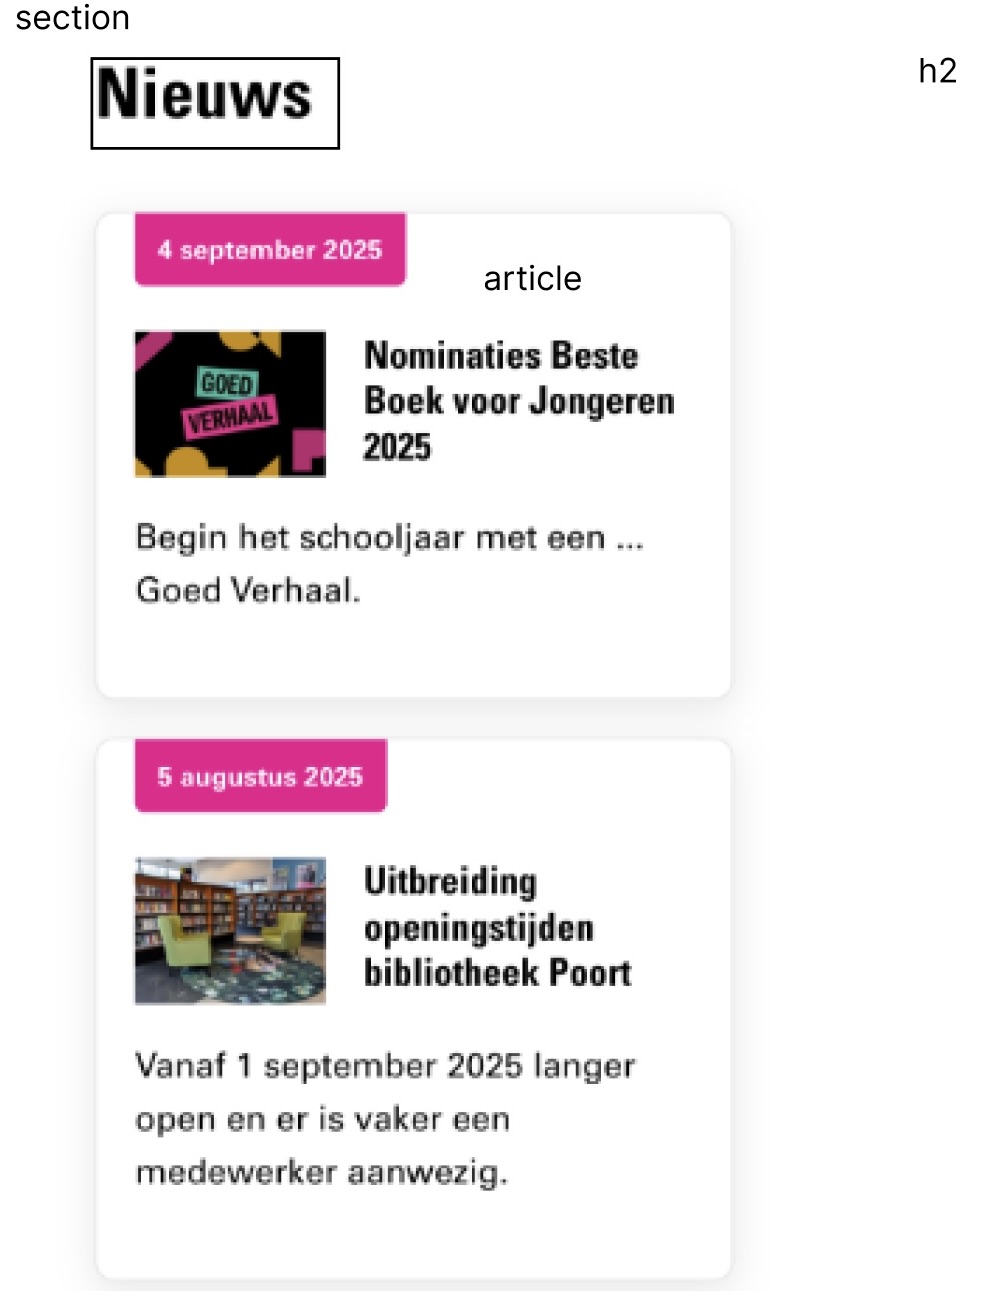 section
h2
Nieuws
4 september 2025
article
GOED
VERHAAL
Nominaties Beste
Boek voor Jongeren
2025
Begin het schooljaar met een ...
Goed Verhaal.
5 augustus 2025
Uitbreiding
openingstijden
bibliotheek Poort
Vanaf 1 september 2025 langer
open en er is vaker een
medewerker aanwezig.